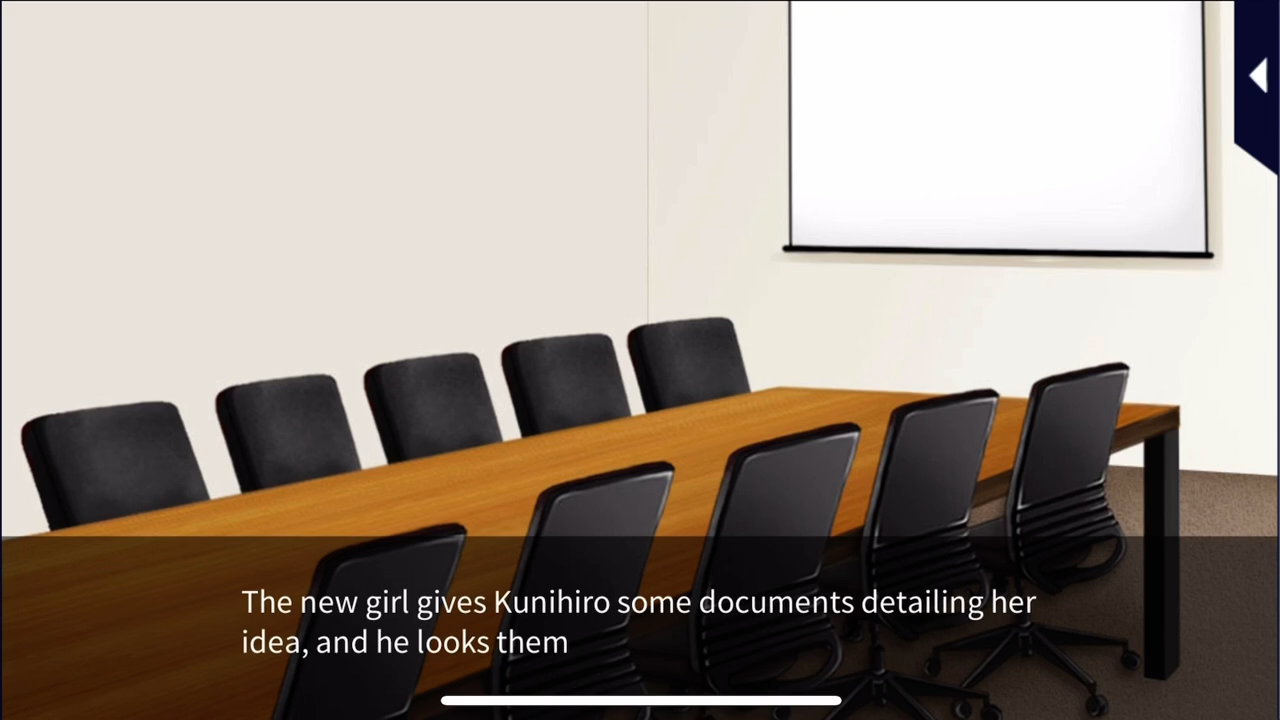 The new girl gives Kunihiro some documents detailing her
idea, and he looks them